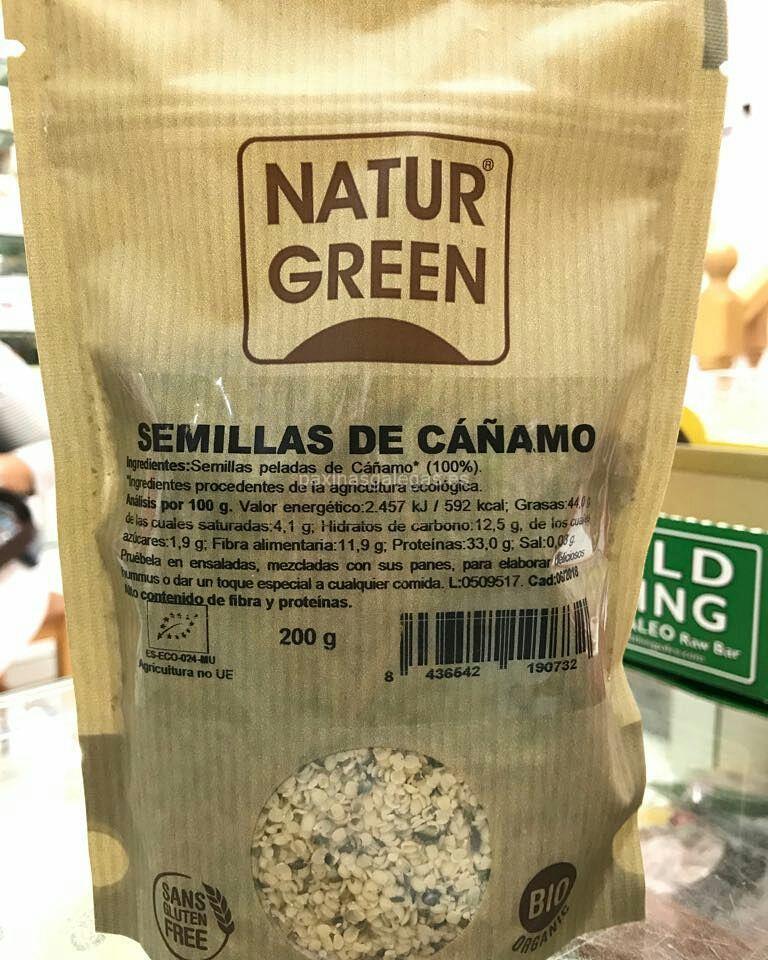 NATUR®
GREEN
SEMILLAS DE CÁÑAMO
Ingredientes:Semillas peladas de Cáñamo* (100%).
*Ingredientes procedentes de la agricultura ecológica.
Análisis por 100 g. Valor energético:2.457 kJ / 592 kcal; Grasas:44,0 g
de las cuales saturadas:4,1 g; Hidratos de carbono:12,5 g, de los cuales
azúcares:1,9 g; Fibra alimentaria:11,9 g; Proteínas:33,0 g; Sal:0,03 g.
Pruébela en ensaladas, mezcladas con sus panes, para elaborar deliciosos
hummus o dar un toque especial a cualquier comida. L:0509517. Cad:06/2018
Alto contenido de fibra y proteínas.
ES-ECO-024-MU
Agricultura no UE
200 g
8 436542 190732
SANS
GLUTEN
FREE
BIO
ORGANIC
LD
ING
ALEO Raw Bar